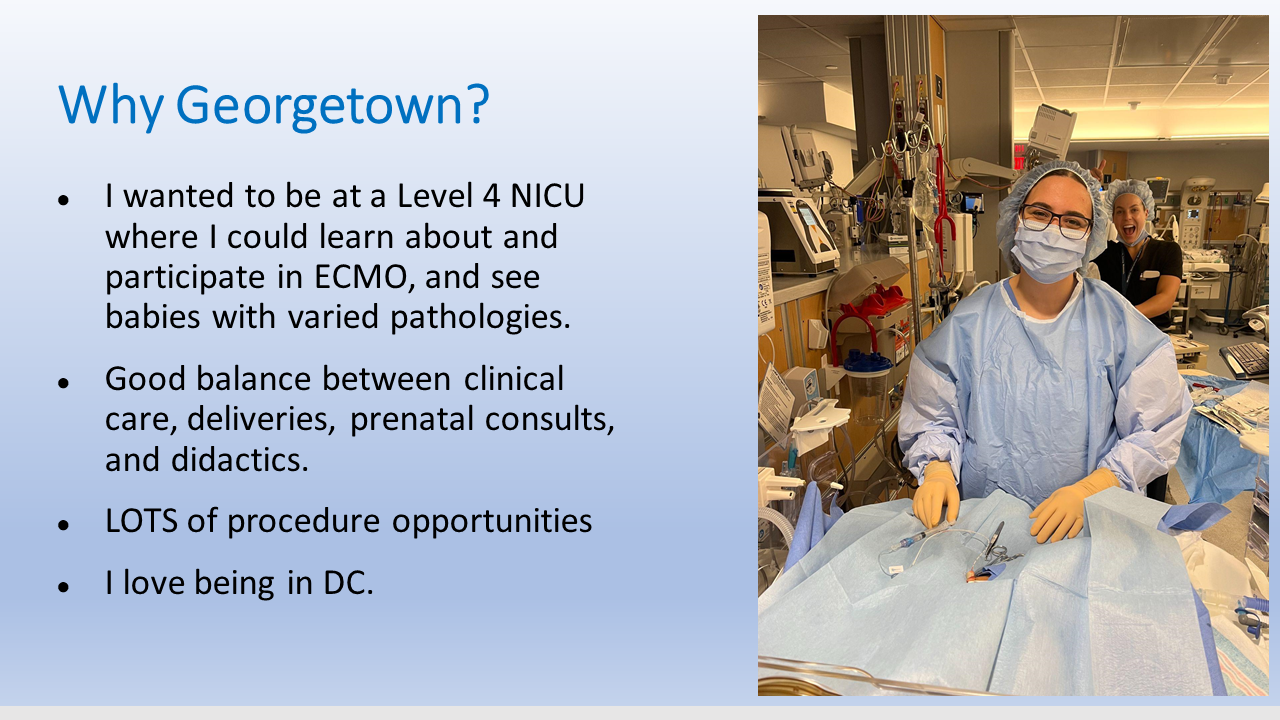 Why Georgetown?
• I wanted to be at a Level 4 NICU
where I could learn about and
participate in ECMO, and see
babies with varied pathologies.
• Good balance between clinical
care, deliveries, prenatal consults,
and didactics.
• LOTS of procedure opportunities
• I love being in DC.